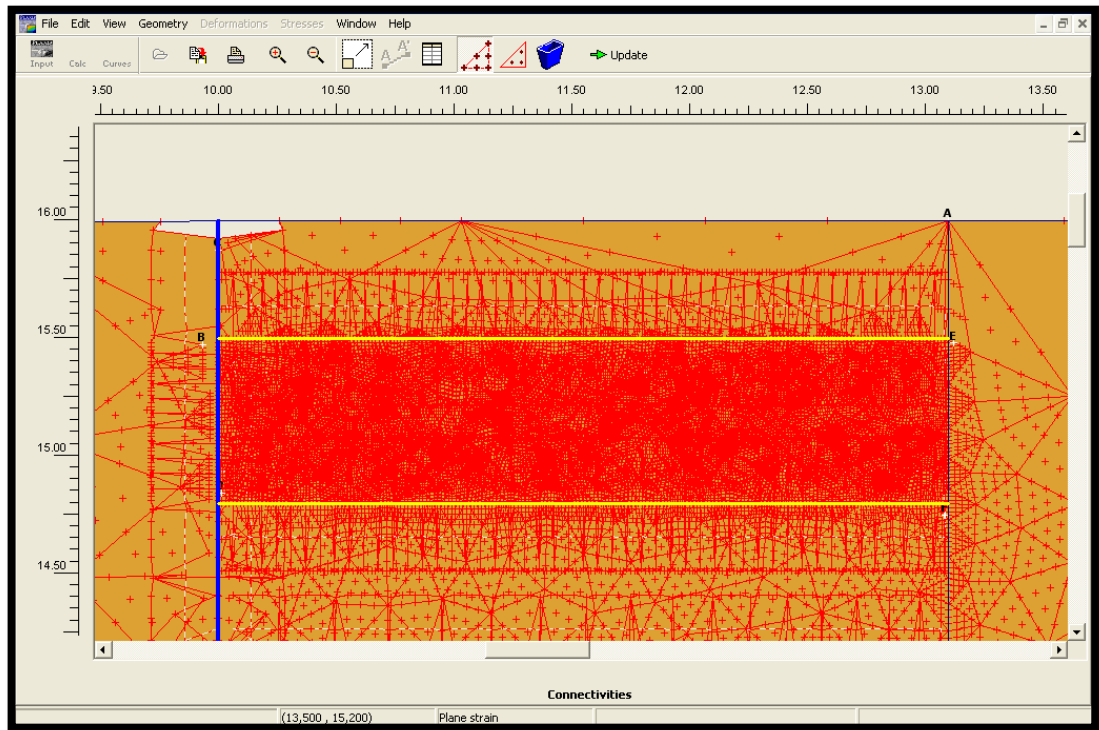 File Edit View Geometry Deformations Stresses Window Help
Input Calc Curves Update
10.00 10.50 11.00 11.50 12.00 12.50 13.00 13.50
16.00
A
15.50
B E
15.00
14.50
Connectivities
(13,500 , 15,200) Plane strain